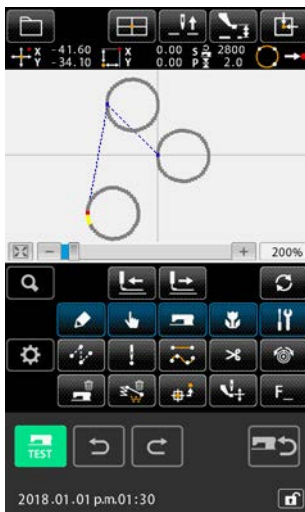 X -41.60 X 0.00 S 2800
Y -34.10 Y 0.00 P 2.0
200%
W
F_
TEST
2018.01.01 p.m.01:30